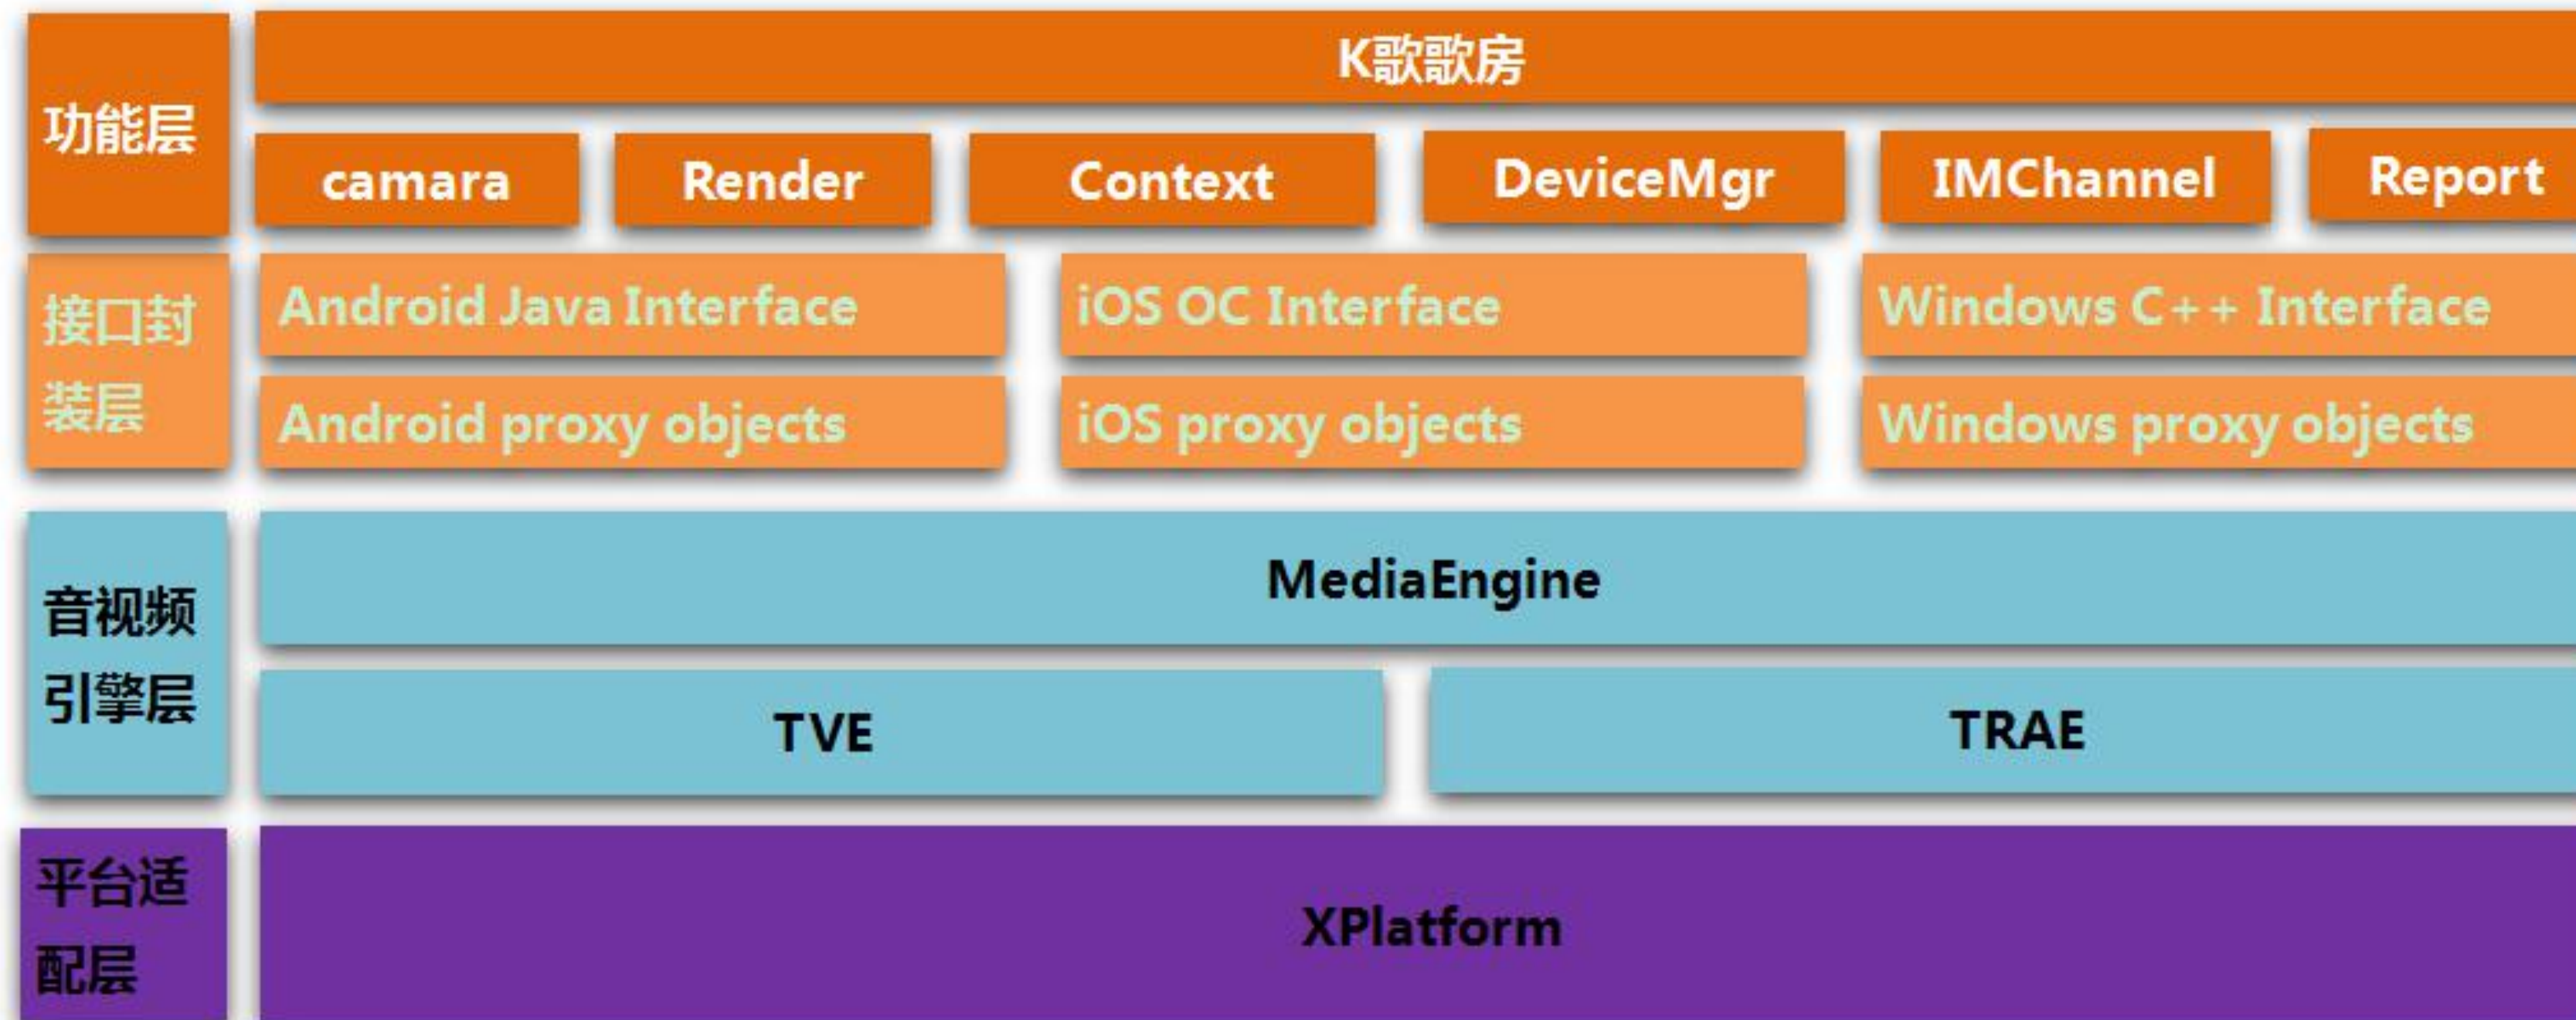 K歌歌房
功能层
camara
Render
Context
DeviceMgr
IMChannel
Report
接口封
装层
Android Java Interface
iOS OC Interface
Windows C++ Interface
Android proxy objects
iOS proxy objects
Windows proxy objects
音视频
引擎层
MediaEngine
TVE
TRAE
平台适
配层
XPlatform